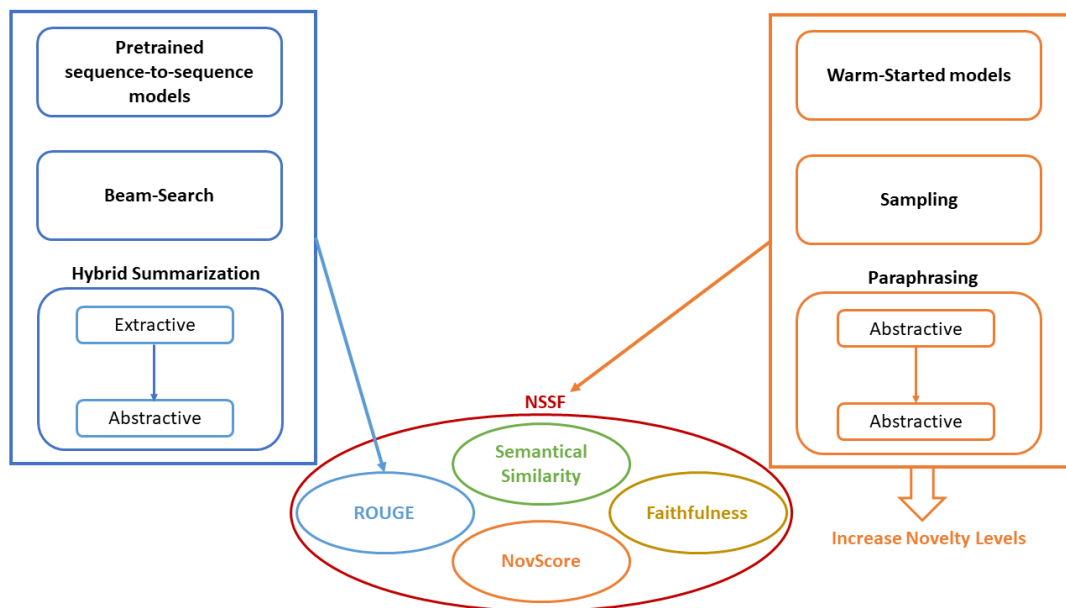 Pretrained
sequence-to-sequence
models
Beam-Search
Hybrid Summarization
Extractive
Abstractive
Warm-Started models
Sampling
Paraphrasing
Abstractive
Abstractive
Increase Novelty Levels
NSSF
Semantical
Similarity
ROUGE
Faithfulness
NovScore